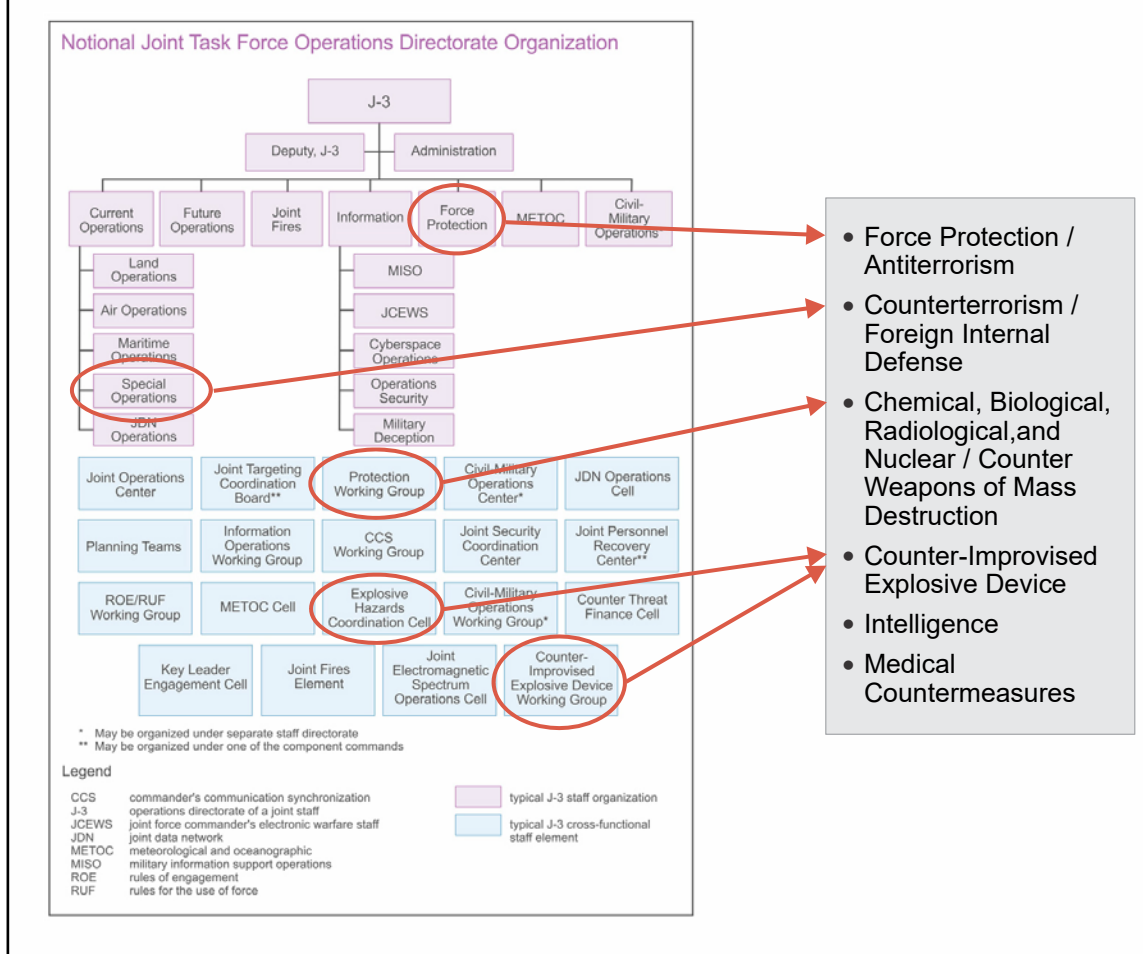 Notional Joint Task Force Operations Directorate Organization
J-3
Deputy, J-3
Administration
Current
Operations
Future
Operations
Joint
Fires
Information
Force
Protection
METOC
Civil-
Military
Operations
Land
Operations
Air Operations
Maritime
Operations
Special
Operations
JDN
Operations
MISO
JCEWS
Cyberspace
Operations
Operations
Security
Military
Deception
Joint Operations
Center
Joint Targeting
Coordination
Board**
Protection
Working Group
Civil-Military
Operations
Center*
JDN Operations
Cell
Planning Teams
Information
Operations
Working Group
CCS
Working Group
Joint Security
Coordination
Center
Joint Personnel
Recovery
Center**
ROE/RUF
Working Group
METOC Cell
Explosive
Hazards
Coordination Cell
Civil-Military
Operations
Working Group*
Counter Threat
Finance Cell
Key Leader
Engagement Cell
Joint Fires
Element
Joint
Electromagnetic
Spectrum
Operations Cell
Counter-
Improvised
Explosive Device
Working Group
* May be organized under separate staff directorate
** May be organized under one of the component commands
Legend
CCS commander's communication synchronization
J-3 operations directorate of a joint staff
JCEWS joint force commander's electronic warfare staff
JDN joint data network
METOC meteorological and oceanographic
MISO military information support operations
ROE rules of engagement
RUF rules for the use of force
typical J-3 staff organization
typical J-3 cross-functional
staff element
• Force Protection /
Antiterrorism
• Counterterrorism /
Foreign Internal
Defense
• Chemical, Biological,
Radiological,and
Nuclear / Counter
Weapons of Mass
Destruction
• Counter-Improvised
Explosive Device
• Intelligence
• Medical
Countermeasures